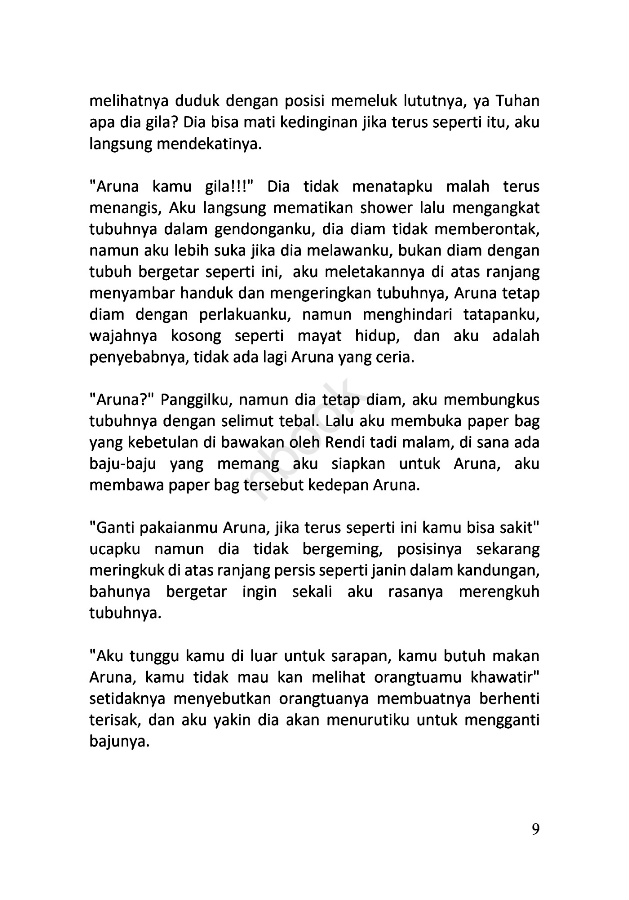 melihatnya duduk dengan posisi memeluk lututnya, ya Tuhan
apa dia gila? Dia bisa mati kedinginan jika terus seperti itu, aku
langsung mendekatinya.
"Aruna kamu gila!!!" Dia tidak menatapku malah terus
menangis, Aku langsung mematikan shower lalu mengangkat
tubuhnya dalam gendonganku, dia diam tidak memberontak,
namun aku lebih suka jika dia melawanku, bukan diam dengan
tubuh bergetar seperti ini, aku meletakannya di atas ranjang
menyambar handuk dan mengeringkan tubuhnya, Aruna tetap
diam dengan perlakuanku, namun menghindari tatapanku,
wajahnya kosong seperti mayat hidup, dan aku adalah
penyebabnya, tidak ada lagi Aruna yang ceria.
"Aruna?" Panggilku, namun dia tetap diam, aku membungkus
tubuhnya dengan selimut tebal. Lalu aku membuka paper bag
yang kebetulan di bawakan oleh Rendi tadi malam, di sana ada
baju-baju yang memang aku siapkan untuk Aruna, aku
membawa paper bag tersebut kedepan Aruna.
"Ganti pakaianmu Aruna, jika terus seperti ini kamu bisa sakit"
ucapku namun dia tidak bergeming, posisinya sekarang
meringkuk di atas ranjang persis seperti janin dalam kandungan,
bahunya bergetar ingin sekali aku rasanya merengkuh
tubuhnya.
"Aku tunggu kamu di luar untuk sarapan, kamu butuh makan
Aruna, kamu tidak mau kan melihat orangtuamu khawatir"
setidaknya menyebutkan orangtuanya membuatnya berhenti
terisak, dan aku yakin dia akan menurutiku untuk mengganti
bajunya.
9